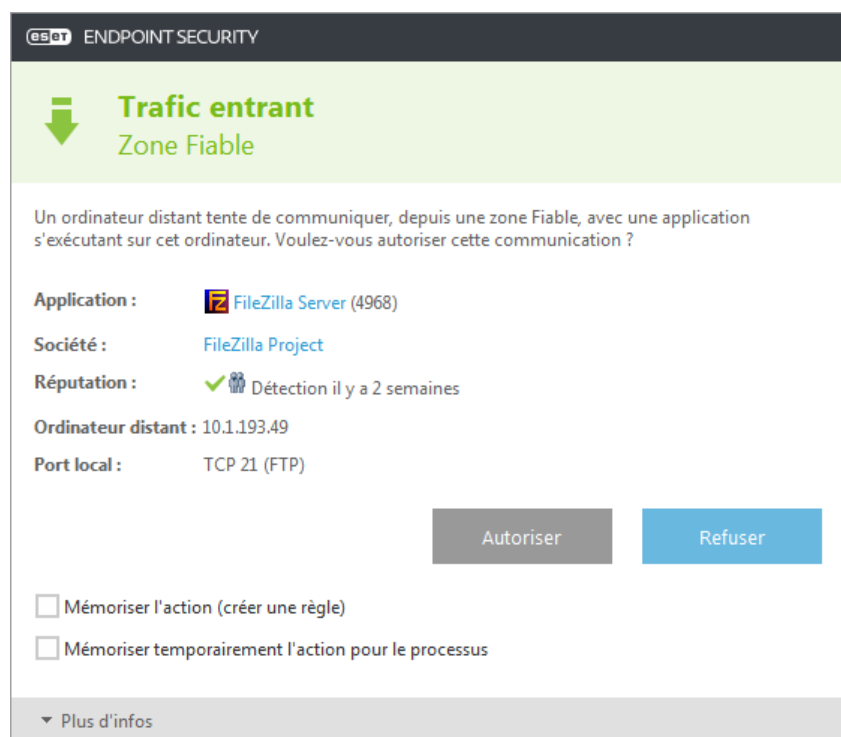 eset ENDPOINT SECURITY
Trafic entrant
Zone Fiable
Un ordinateur distant tente de communiquer, depuis une zone Fiable, avec une application
s'exécutant sur cet ordinateur. Voulez-vous autoriser cette communication ?
Application : FileZilla Server (4968)
Société : FileZilla Project
Réputation : Détection il y a 2 semaines
Ordinateur distant : 10.1.193.49
Port local : TCP 21 (FTP)
Autoriser Refuser
Mémoriser l'action (créer une règle)
Mémoriser temporairement l'action pour le processus
Plus d'infos